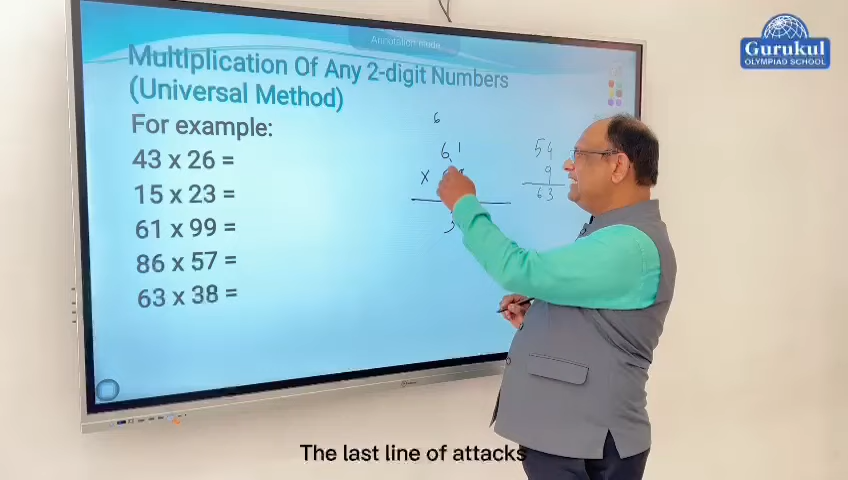 Annotation mode
Gurukul
OLYMPIAD SCHOOL
Multiplication Of Any 2-digit Numbers
(Universal Method)
For example:
43 x 26 =
15 x 23 =
61 x 99 =
86 x 57 =
63 x 38 =
6
61
x
54
9
63
The last line of attacks